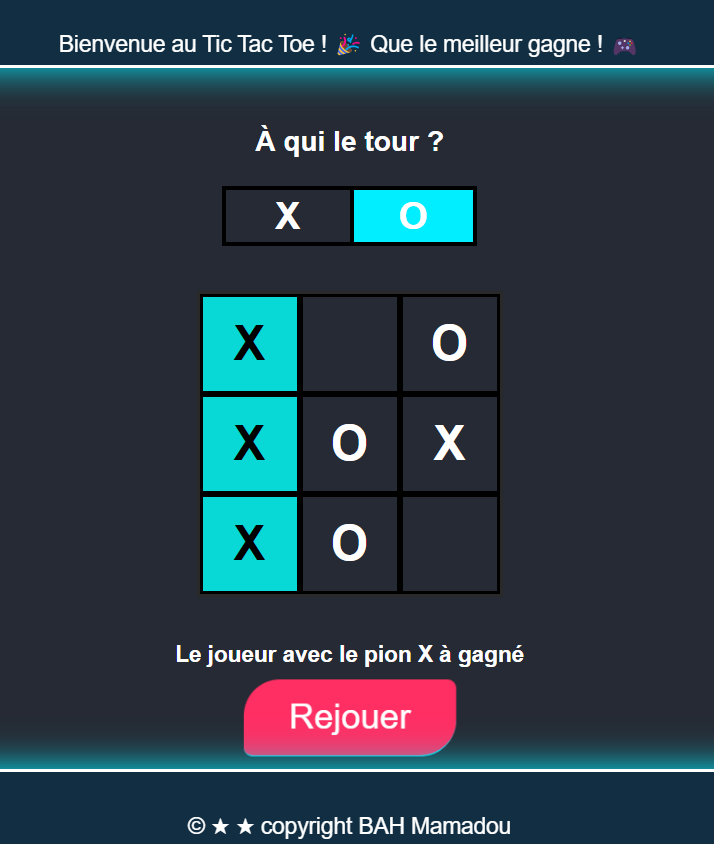 Bienvenue au Tic Tac Toe ! 🎉 Que le meilleur gagne ! 🎮
À qui le tour ?
X O
X O
X O X
X O
Le joueur avec le pion X à gagné
Rejouer
© ★ ★ copyright BAH Mamadou